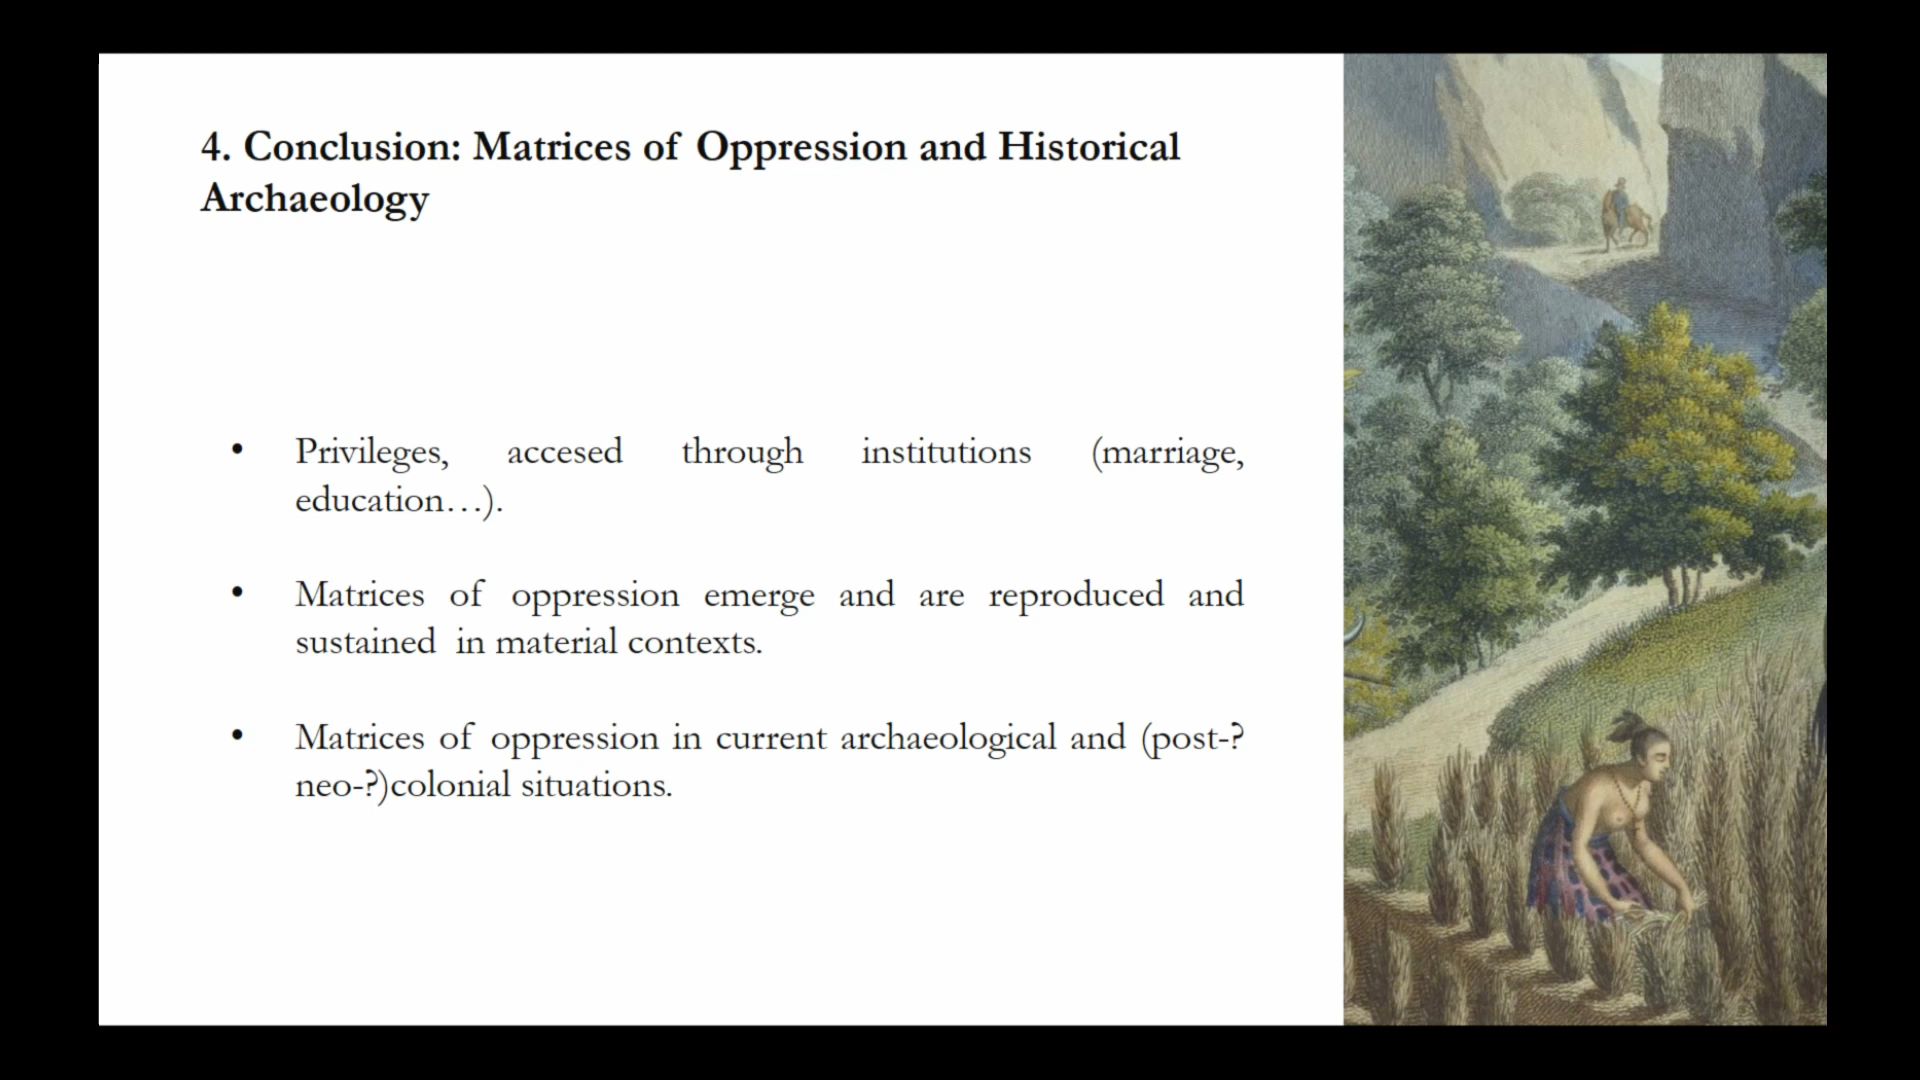 4. Conclusion: Matrices of Oppression and Historical
Archaeology
• Privileges, accesed through institutions (marriage,
education…).
• Matrices of oppression emerge and are reproduced and
sustained in material contexts.
• Matrices of oppression in current archaeological and (post-?
neo-?)colonial situations.